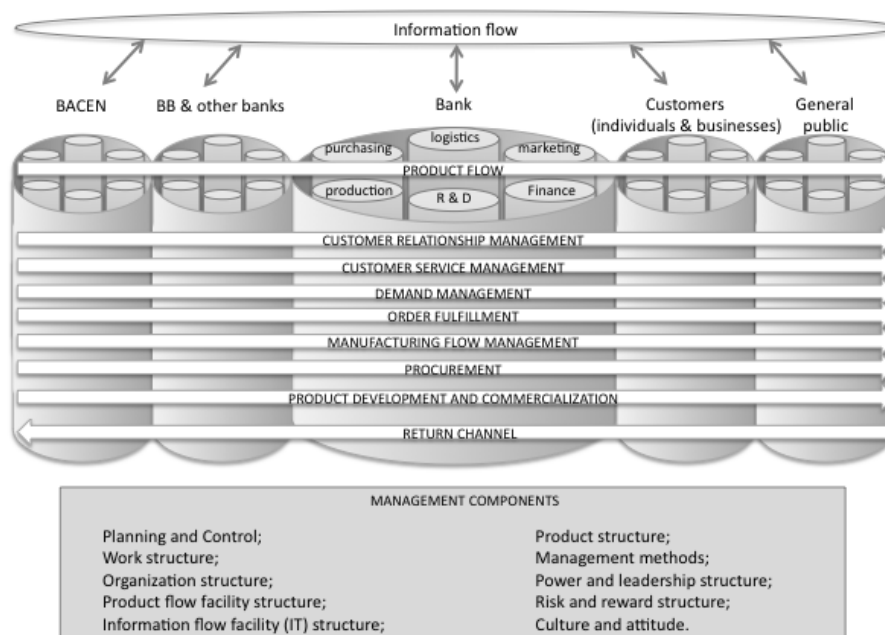 Information flow
BACEN
BB & other banks
Bank
Customers
(individuals & businesses)
General
public
purchasing
logistics
marketing
PRODUCT FLOW
production
R & D
Finance
CUSTOMER RELATIONSHIP MANAGEMENT
CUSTOMER SERVICE MANAGEMENT
DEMAND MANAGEMENT
ORDER FULFILLMENT
MANUFACTURING FLOW MANAGEMENT
PROCUREMENT
PRODUCT DEVELOPMENT AND COMMERCIALIZATION
RETURN CHANNEL
MANAGEMENT COMPONENTS
Planning and Control;
Work structure;
Organization structure;
Product flow facility structure;
Information flow facility (IT) structure;
Product structure;
Management methods;
Power and leadership structure;
Risk and reward structure;
Culture and attitude.